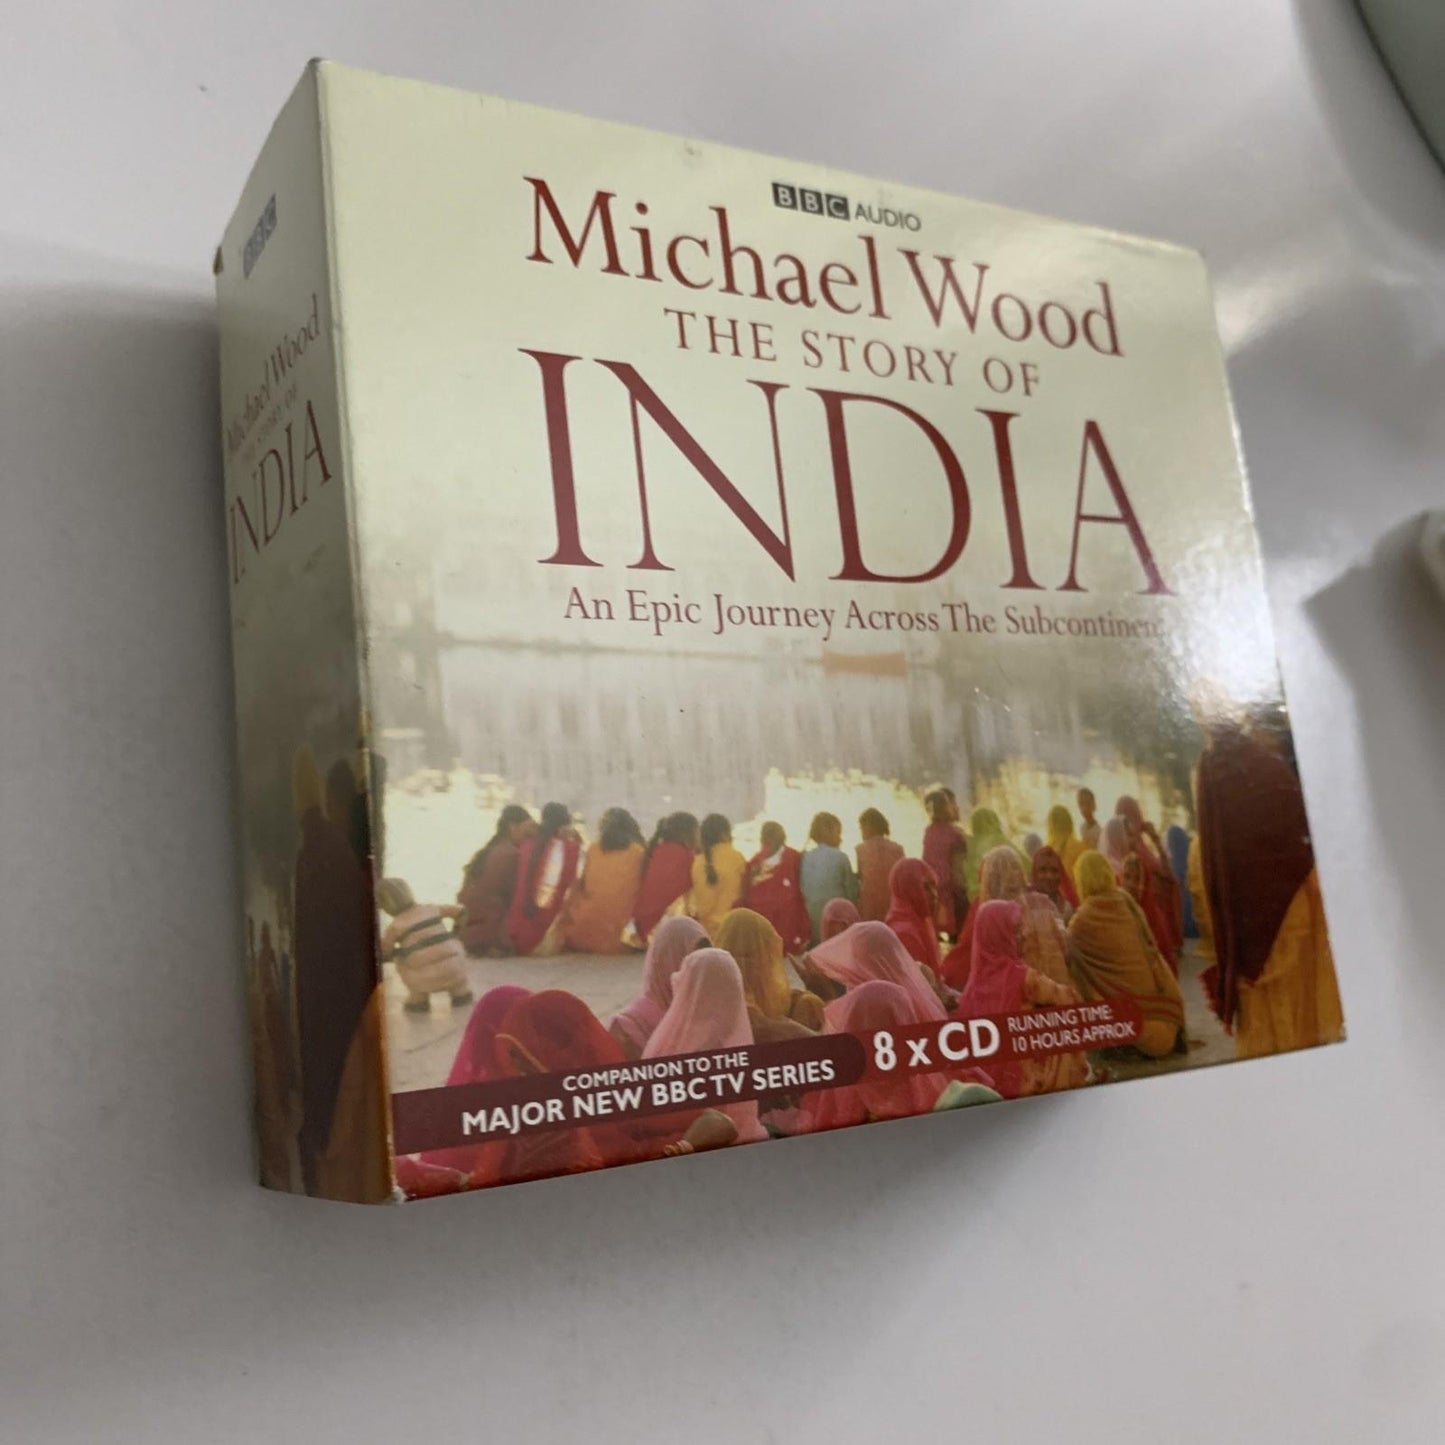 BBC AUDIO
Michael Wood
THE STORY OF
INDIA
An Epic Journey Across The Subcontinent
COMPANION TO THE
MAJOR NEW BBC TV SERIES
8 x CD
RUNNING TIME:
10 HOURS APPROX
BBC
Michael Wood
THE STORY OF
INDIA